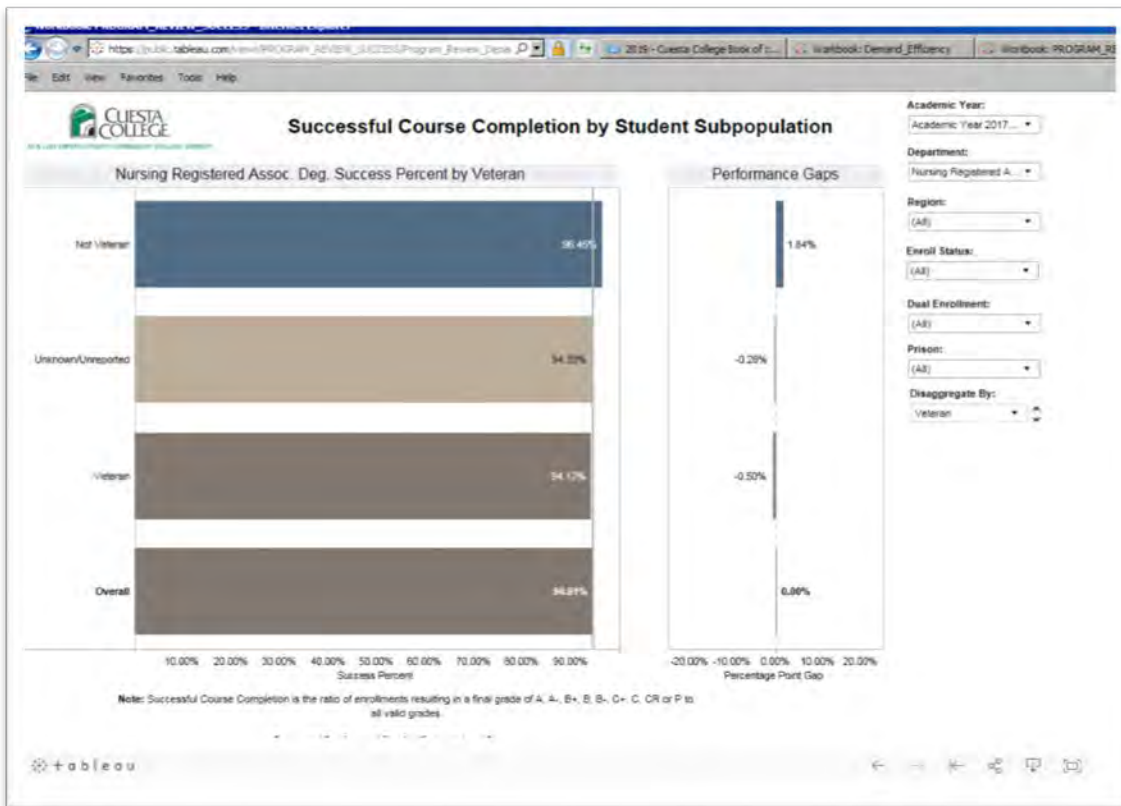 https://public.tableau.com/views/PROGRAM_REVIEW_SUCCESS/Program_Review_
2019 - Cuesta College Book of
Workbook: Demand_Efficiency
Workbook: PROGRAM_RE
File Edit View Favorites Tools Help
CUESTA
COLLEGE
Successful Course Completion by Student Subpopulation
Nursing Registered Assoc. Deg. Success Percent by Veteran
Performance Gaps
Not Veteran
96.45%
1.84%
Unknown/Unreported
-0.28%
Veteran
-0.50%
Overall
0.00%
10.00% 20.00% 30.00% 40.00% 50.00% 60.00% 70.00% 80.00% 90.00%
Success Percent
-20.00% -10.00% 0.00% 10.00% 20.00%
Percentage Point Gap
Note: Successful Course Completion is the ratio of enrollments resulting in a final grade of A, A-, B+, B, B-, C+, C, CR or P to
all valid grades.
Academic Year:
Academic Year 2017...
Department:
Nursing Registered A...
Region:
(All)
Enroll Status:
(All)
Dual Enrollment:
(All)
Prison:
(All)
Disaggregate By:
Veteran
+ableau